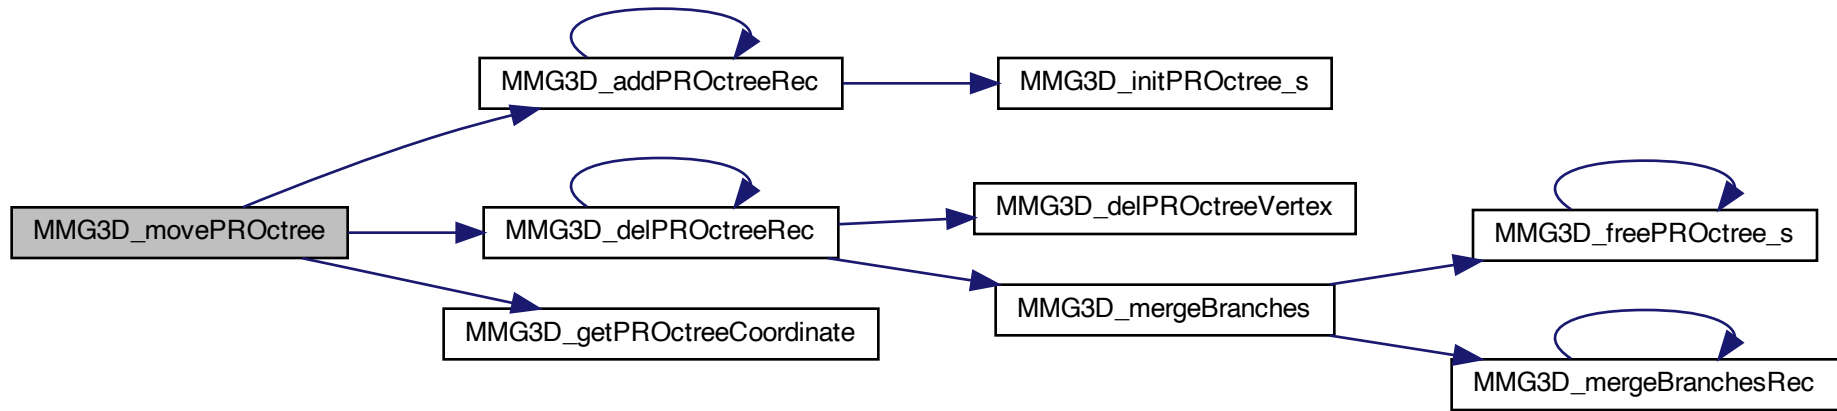 MMG3D_addPROctreeRec
MMG3D_initPROctree_s
MMG3D_movePROctree
MMG3D_delPROctreeRec
MMG3D_delPROctreeVertex
MMG3D_freePROctree_s
MMG3D_mergeBranches
MMG3D_getPROctreeCoordinate
MMG3D_mergeBranchesRec